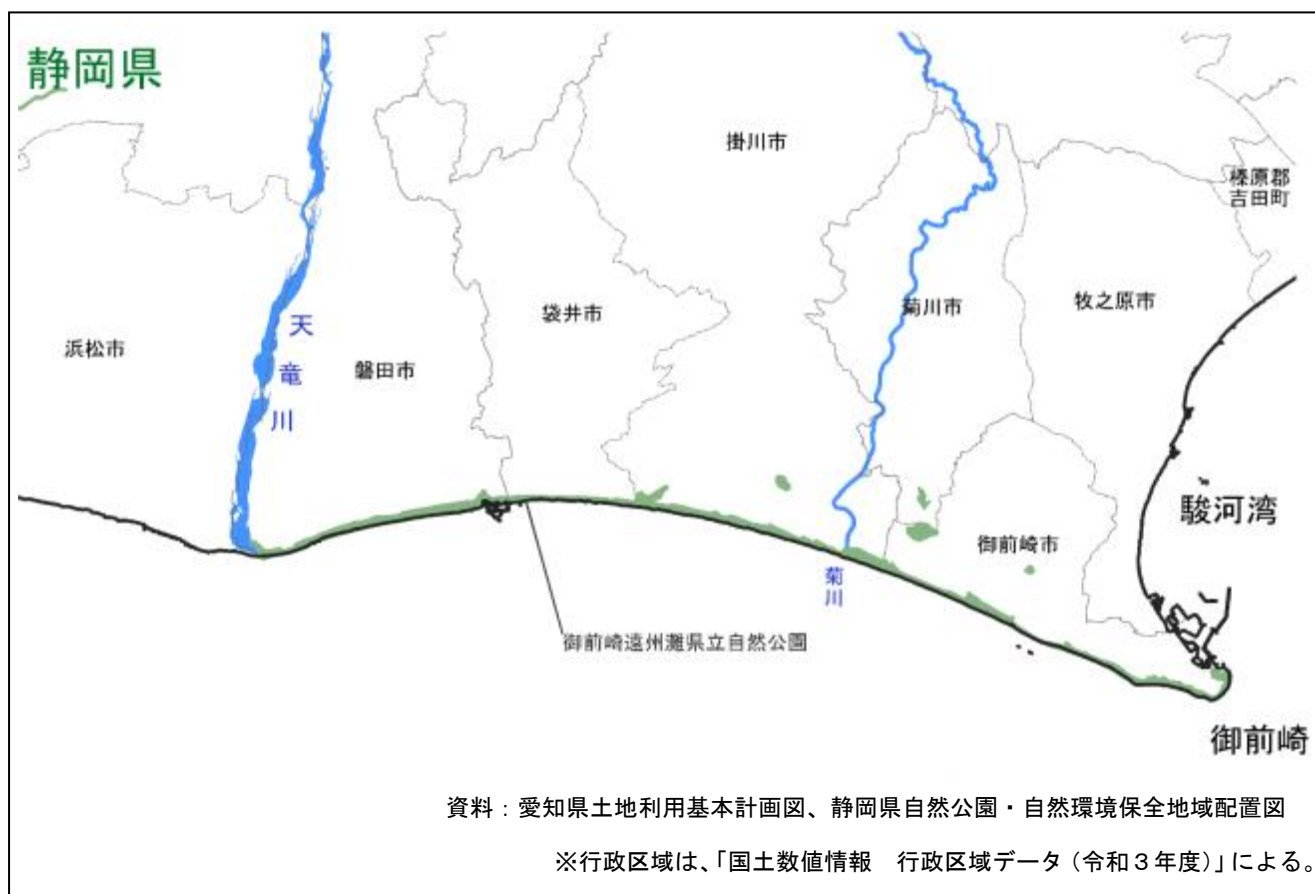 静岡県
掛川市
榛原郡
吉田町
袋井市
菊川市
牧之原市
浜松市
天竜川
磐田市
駿河湾
御前崎市
菊川
御前崎遠州灘県立自然公園
御前崎
資料：愛知県土地利用基本計画図、静岡県自然公園・自然環境保全地域配置図
※行政区域は、「国土数値情報　行政区域データ（令和３年度）」による。